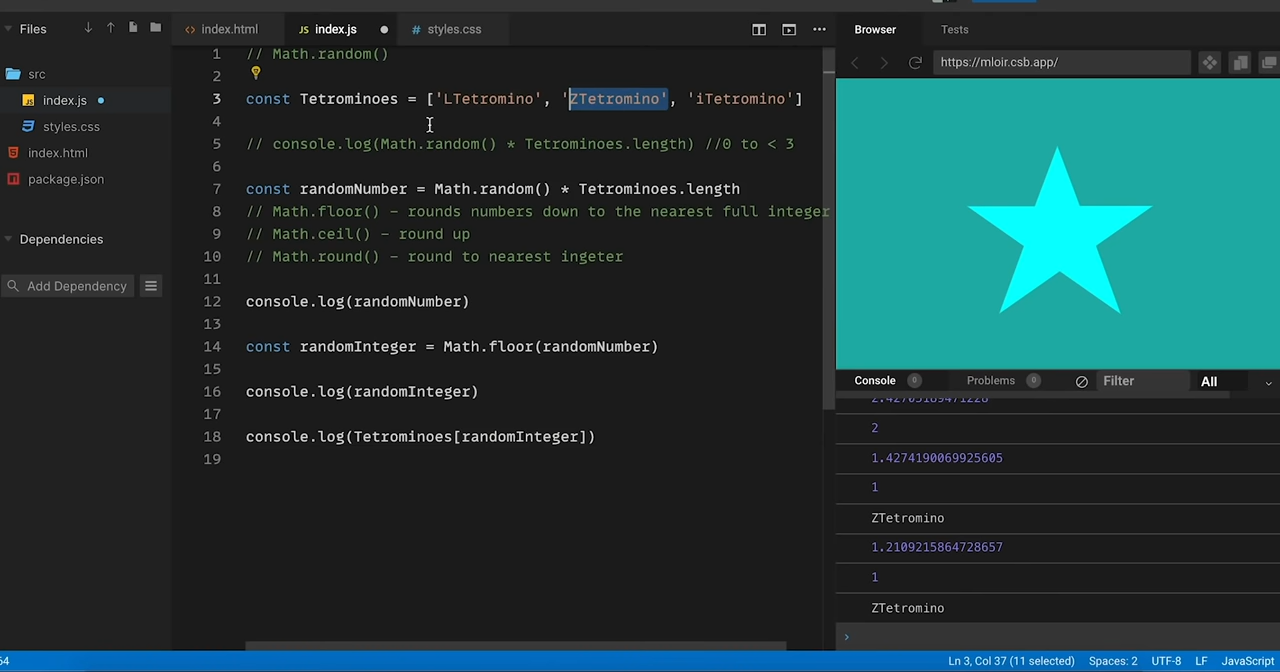 Files
index.html
JS index.js
# styles.css
Browser
Tests
https://mloir.csb.app/
src
index.js
styles.css
index.html
package.json
Dependencies
Add Dependency
1 // Math.random()
2
3 const Tetrominoes = ['LTetromino', 'ZTetromino', 'iTetromino']
4
5 // console.log(Math.random() * Tetrominoes.length) //0 to < 3
6
7 const randomNumber = Math.random() * Tetrominoes.length
8 // Math.floor() - rounds numbers down to the nearest full integer
9 // Math.ceil() - round up
10 // Math.round() - round to nearest ingeter
11
12 console.log(randomNumber)
13
14 const randomInteger = Math.floor(randomNumber)
15
16 console.log(randomInteger)
17
18 console.log(Tetrominoes[randomInteger])
19
Console 0 Problems 0 Filter All
2
1.4274190069925605
1
ZTetromino
1.2109215864728657
1
ZTetromino
›
64 Ln 3, Col 37 (11 selected) Spaces: 2 UTF-8 LF JavaScript